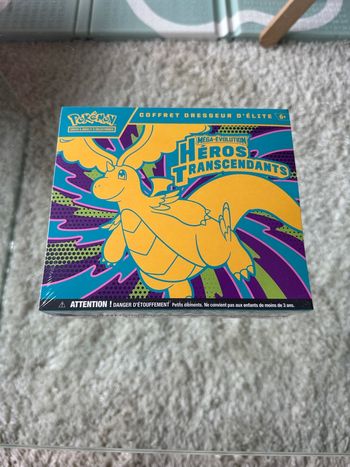 POKÉMON
COFFRET DRESSEUR D'ÉLITE
6+
MÉGA-ÉVOLUTION
HÉROS
TRANSCENDANTS
ATTENTION ! DANGER D'ÉTOUFFEMENT Petits éléments. Ne convient pas aux enfants de moins de 3 ans.